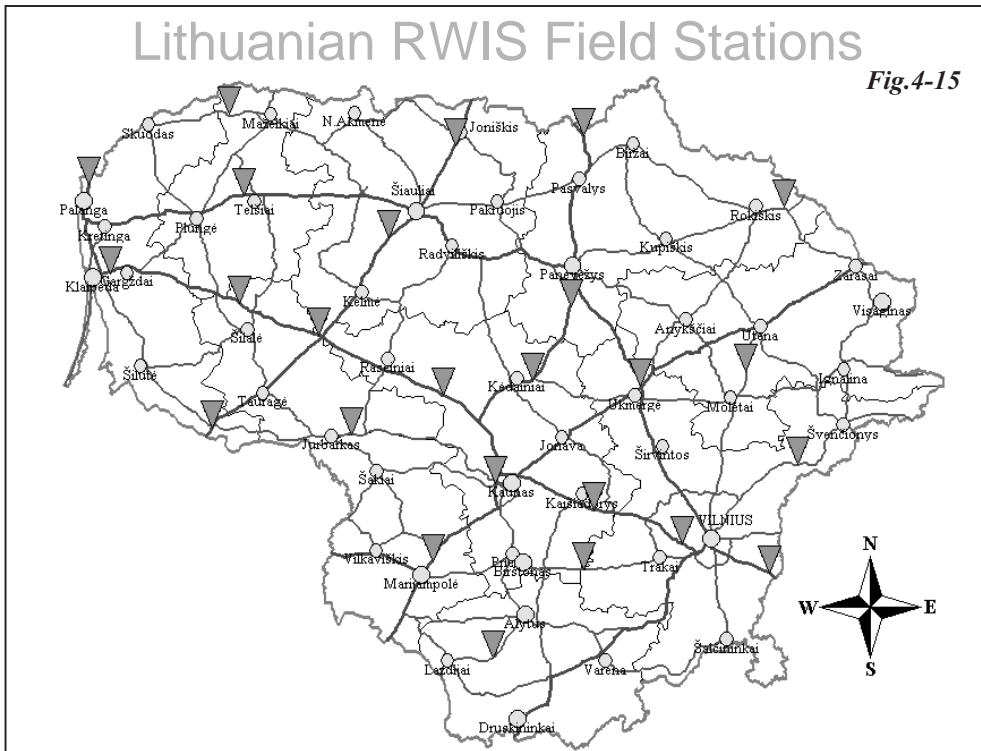 Lithuanian RWIS Field Stations
Fig.4-15
Skuodas
Mažeikiai
N.Akmenė
Joniškis
Biržai
Palanga
Telšiai
Šiauliai
Pakruojis
Pasvalys
Rokiškis
Kretinga
Plungė
Radviliškis
Kupiškis
Klaipėda
Gargždai
Panevėžys
Zarasai
Kelmė
Visaginas
Šilalė
Anykščiai
Utena
Šilutė
Raseiniai
Kėdainiai
Ignalina
Tauragė
Ukmergė
Molėtai
Jurbarkas
Jonava
Širvintos
Švenčionys
Šakiai
Kaunas
Kaišiadorys
VILNIUS
Vilkaviškis
Birštonas
Trakai
Marijampolė
Alytus
Šalčininkai
Lazdijai
Varėna
Druskininkai
N
W
E
S